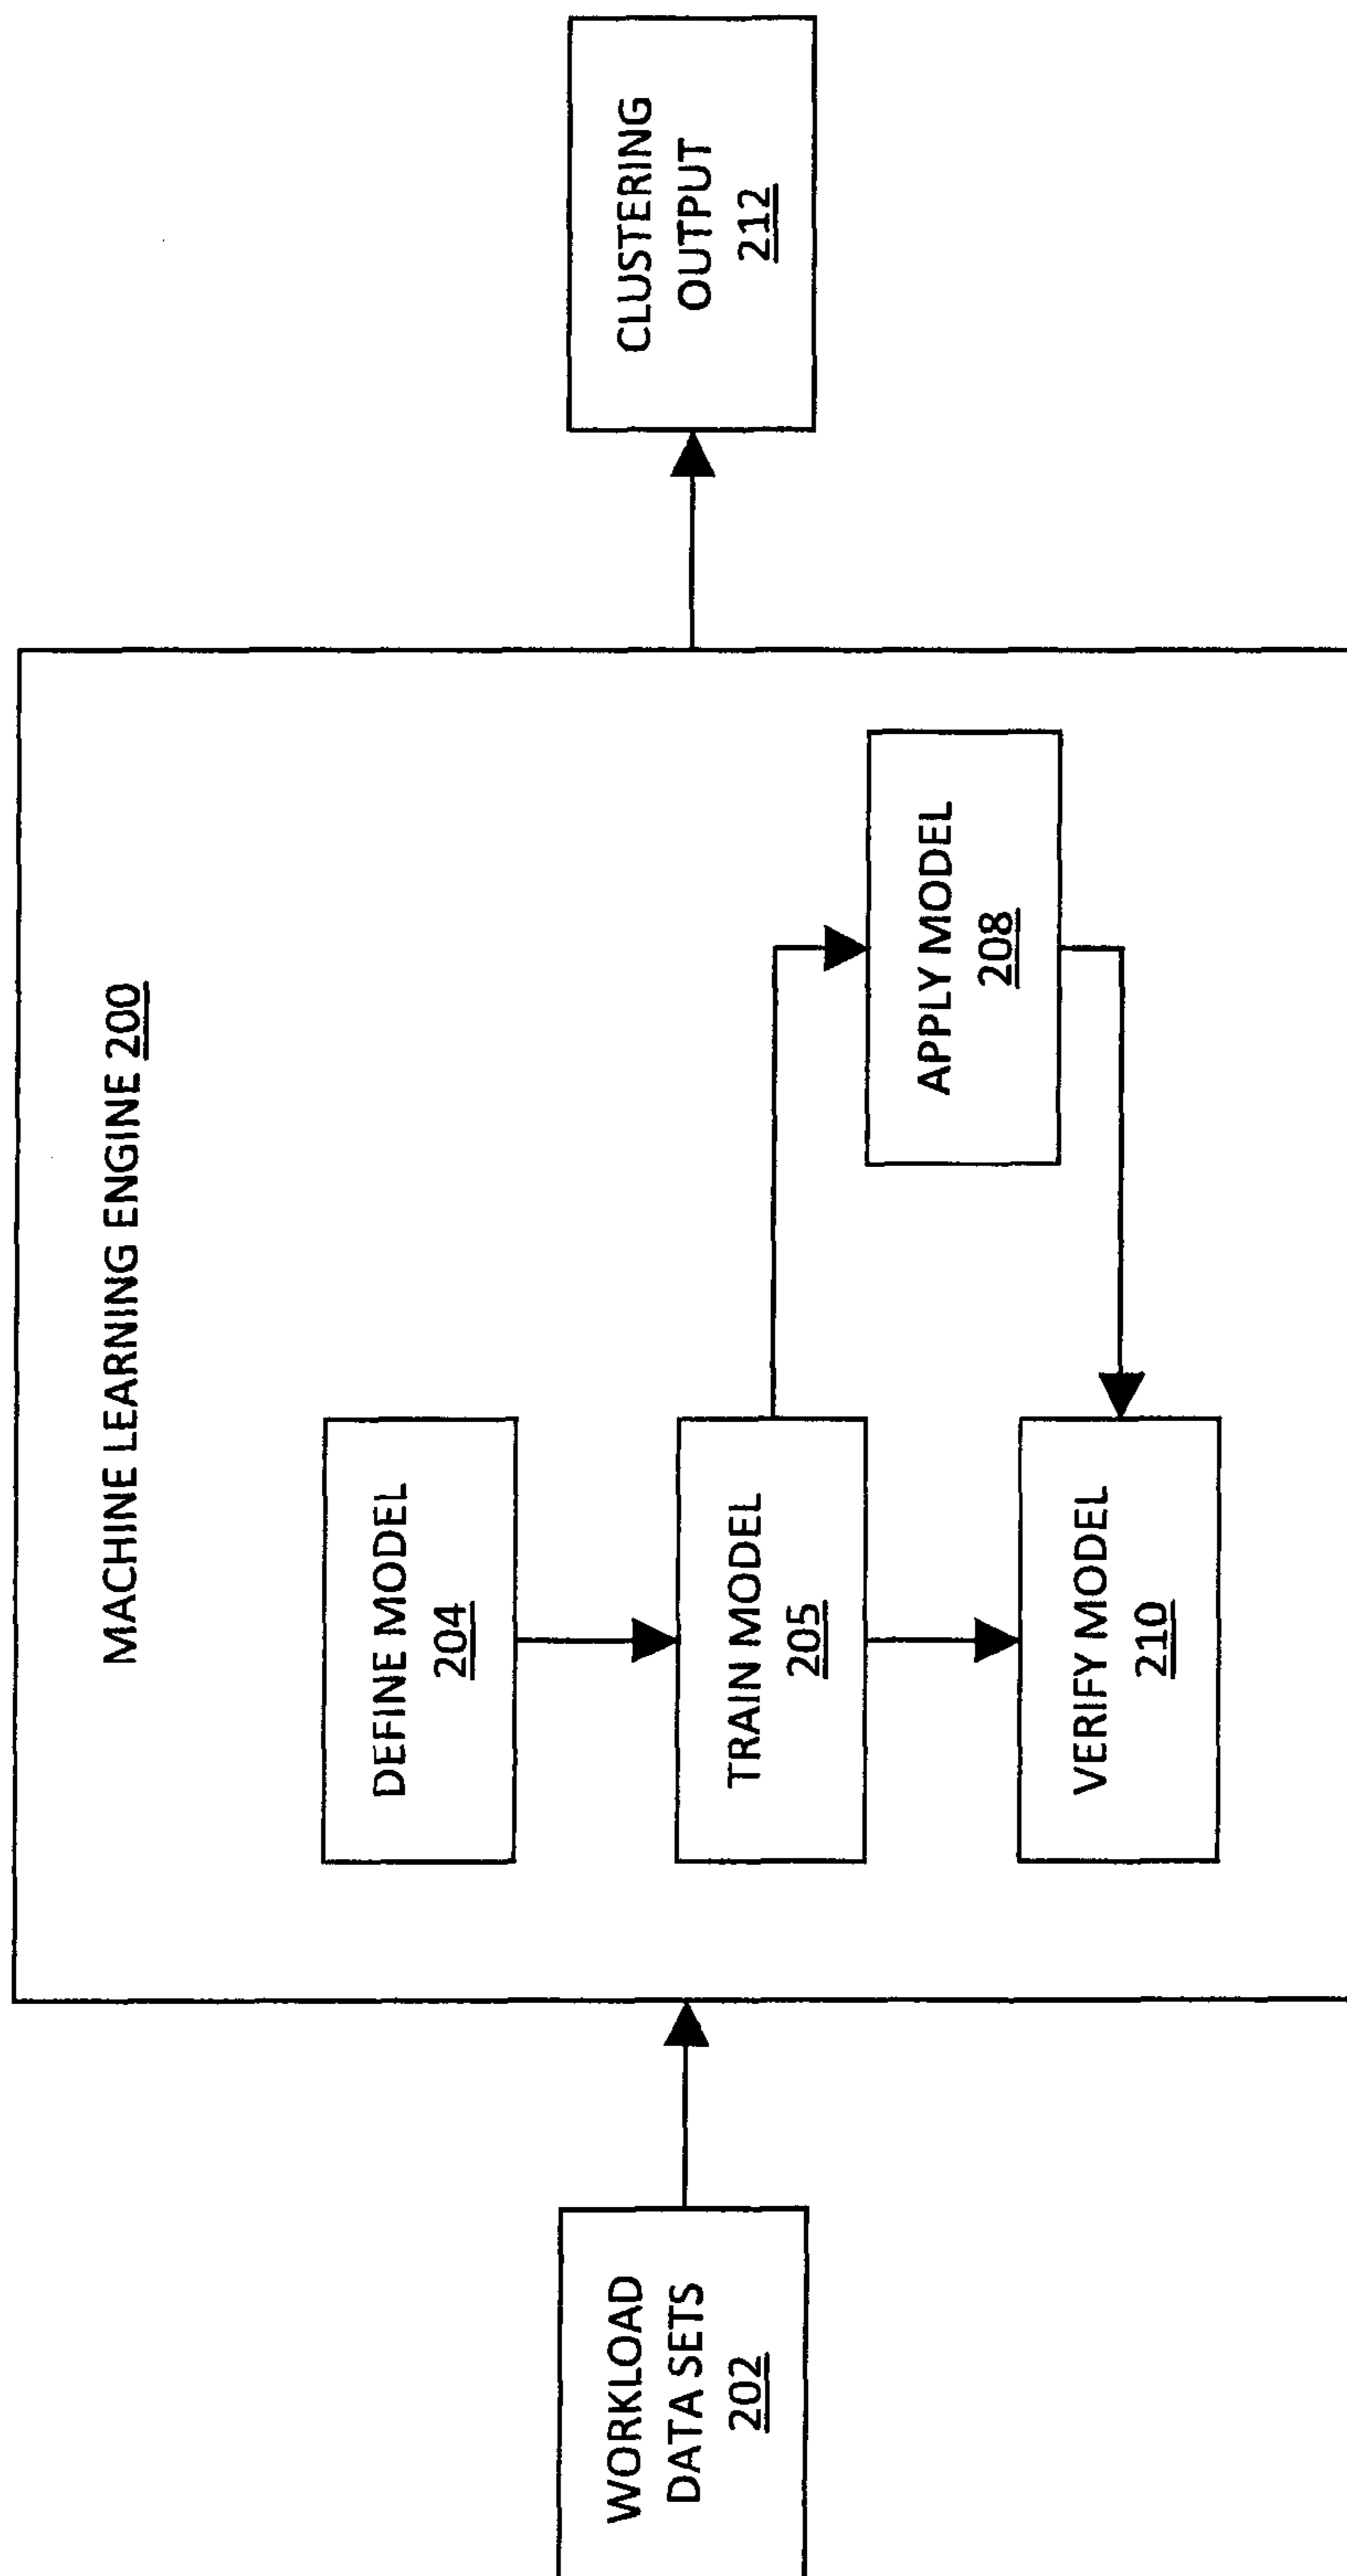 MACHINE LEARNING ENGINE 200
WORKLOAD
DATA SETS
202
DEFINE MODEL
204
TRAIN MODEL
205
VERIFY MODEL
210
APPLY MODEL
208
CLUSTERING
OUTPUT
212